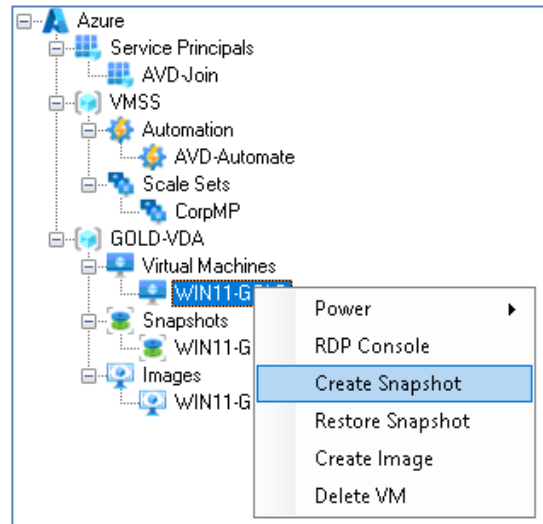 Azure
Service Principals
AVD-Join
VMSS
Automation
AVD-Automate
Scale Sets
CorpMP
GOLD-VDA
Virtual Machines
WIN11-G
Snapshots
WIN11-G
Images
WIN11-G
Power
RDP Console
Create Snapshot
Restore Snapshot
Create Image
Delete VM